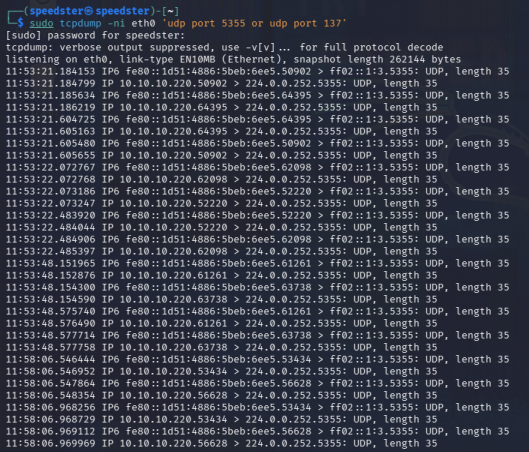 ┌──(speedster㉿speedster)-[~]
└─$ sudo tcpdump -ni eth0 'udp port 5355 or udp port 137'
[sudo] password for speedster:
tcpdump: verbose output suppressed, use -v[v]... for full protocol decode
listening on eth0, link-type EN10MB (Ethernet), snapshot length 262144 bytes
11:53:21.184153 IP6 fe80::1d51:4886:5beb:6ee5.50902 > ff02::1:3.5355: UDP, length 35
11:53:21.184799 IP 10.10.10.220.50902 > 224.0.0.252.5355: UDP, length 35
11:53:21.185634 IP6 fe80::1d51:4886:5beb:6ee5.64395 > ff02::1:3.5355: UDP, length 35
11:53:21.186219 IP 10.10.10.220.64395 > 224.0.0.252.5355: UDP, length 35
11:53:21.604725 IP6 fe80::1d51:4886:5beb:6ee5.64395 > ff02::1:3.5355: UDP, length 35
11:53:21.605163 IP 10.10.10.220.64395 > 224.0.0.252.5355: UDP, length 35
11:53:21.605480 IP6 fe80::1d51:4886:5beb:6ee5.50902 > ff02::1:3.5355: UDP, length 35
11:53:21.605655 IP 10.10.10.220.50902 > 224.0.0.252.5355: UDP, length 35
11:53:22.072767 IP6 fe80::1d51:4886:5beb:6ee5.62098 > ff02::1:3.5355: UDP, length 35
11:53:22.072768 IP 10.10.10.220.62098 > 224.0.0.252.5355: UDP, length 35
11:53:22.073186 IP6 fe80::1d51:4886:5beb:6ee5.52220 > ff02::1:3.5355: UDP, length 35
11:53:22.073247 IP 10.10.10.220.52220 > 224.0.0.252.5355: UDP, length 35
11:53:22.483920 IP6 fe80::1d51:4886:5beb:6ee5.52220 > ff02::1:3.5355: UDP, length 35
11:53:22.484044 IP 10.10.10.220.52220 > 224.0.0.252.5355: UDP, length 35
11:53:22.484906 IP6 fe80::1d51:4886:5beb:6ee5.62098 > ff02::1:3.5355: UDP, length 35
11:53:22.485397 IP 10.10.10.220.62098 > 224.0.0.252.5355: UDP, length 35
11:53:48.151965 IP6 fe80::1d51:4886:5beb:6ee5.61261 > ff02::1:3.5355: UDP, length 35
11:53:48.152876 IP 10.10.10.220.61261 > 224.0.0.252.5355: UDP, length 35
11:53:48.154300 IP6 fe80::1d51:4886:5beb:6ee5.63738 > ff02::1:3.5355: UDP, length 35
11:53:48.154590 IP 10.10.10.220.63738 > 224.0.0.252.5355: UDP, length 35
11:53:48.575740 IP6 fe80::1d51:4886:5beb:6ee5.61261 > ff02::1:3.5355: UDP, length 35
11:53:48.576490 IP 10.10.10.220.61261 > 224.0.0.252.5355: UDP, length 35
11:53:48.577714 IP6 fe80::1d51:4886:5beb:6ee5.63738 > ff02::1:3.5355: UDP, length 35
11:53:48.577758 IP 10.10.10.220.63738 > 224.0.0.252.5355: UDP, length 35
11:58:06.546444 IP6 fe80::1d51:4886:5beb:6ee5.53434 > ff02::1:3.5355: UDP, length 35
11:58:06.546952 IP 10.10.10.220.53434 > 224.0.0.252.5355: UDP, length 35
11:58:06.547864 IP6 fe80::1d51:4886:5beb:6ee5.56628 > ff02::1:3.5355: UDP, length 35
11:58:06.548354 IP 10.10.10.220.56628 > 224.0.0.252.5355: UDP, length 35
11:58:06.968256 IP6 fe80::1d51:4886:5beb:6ee5.53434 > ff02::1:3.5355: UDP, length 35
11:58:06.968729 IP 10.10.10.220.53434 > 224.0.0.252.5355: UDP, length 35
11:58:06.969112 IP6 fe80::1d51:4886:5beb:6ee5.56628 > ff02::1:3.5355: UDP, length 35
11:58:06.969969 IP 10.10.10.220.56628 > 224.0.0.252.5355: UDP, length 35